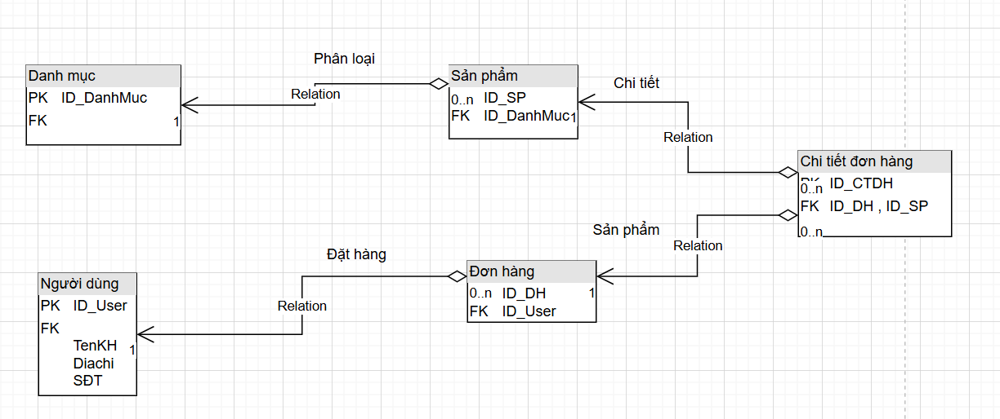 Phân loại
Danh mục
PK ID_DanhMuc
FK
1
Relation
Sản phẩm
0..n ID_SP
FK ID_DanhMuc
1
Chi tiết
Relation
Chi tiết đơn hàng
PK ID_CTDH
0..n
FK ID_DH , ID_SP
0..n
Sản phẩm
Relation
Đặt hàng
Đơn hàng
0..n ID_DH
1
FK ID_User
Relation
Người dùng
PK ID_User
FK
TenKH
1
Diachi
SĐT